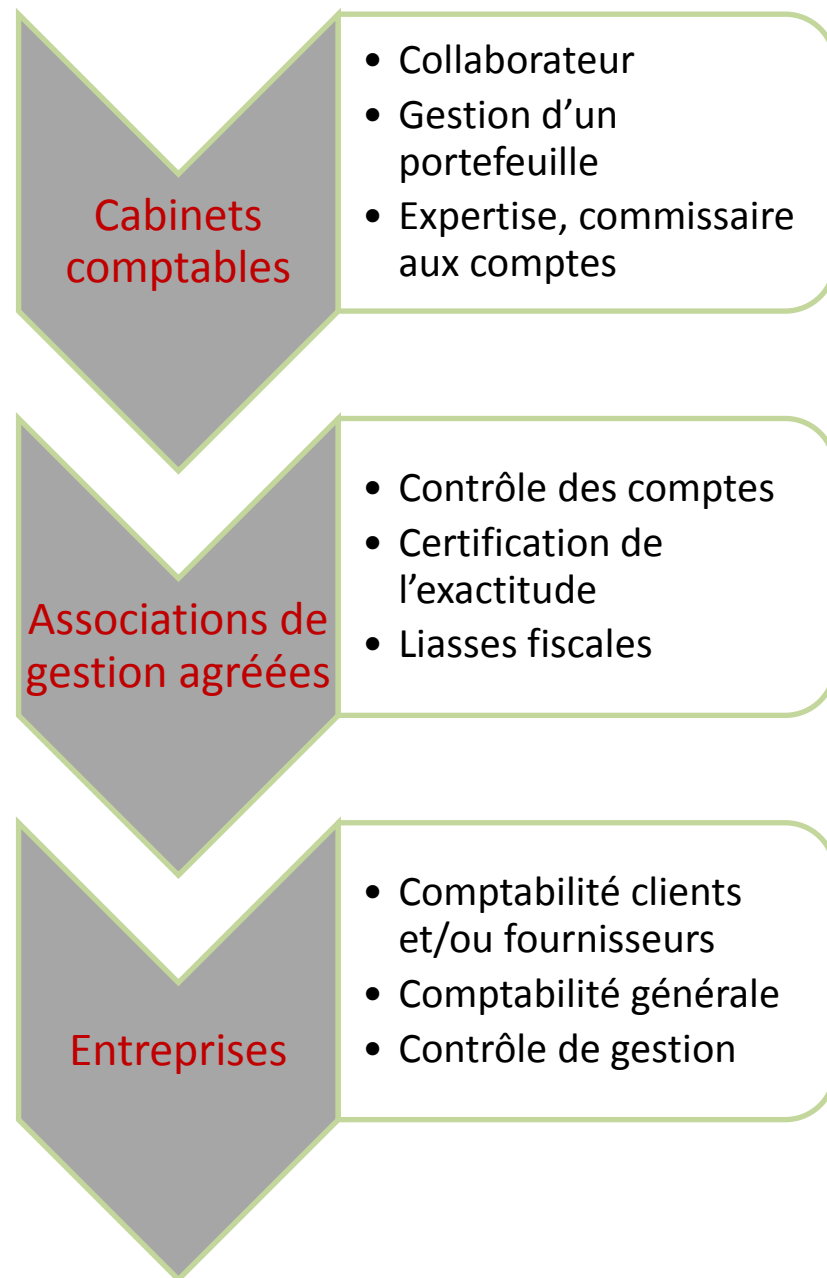 Cabinets
comptables
• Collaborateur
• Gestion d’un
portefeuille
• Expertise, commissaire
aux comptes
Associations de
gestion agréées
• Contrôle des comptes
• Certification de
l’exactitude
• Liasses fiscales
Entreprises
• Comptabilité clients
et/ou fournisseurs
• Comptabilité générale
• Contrôle de gestion